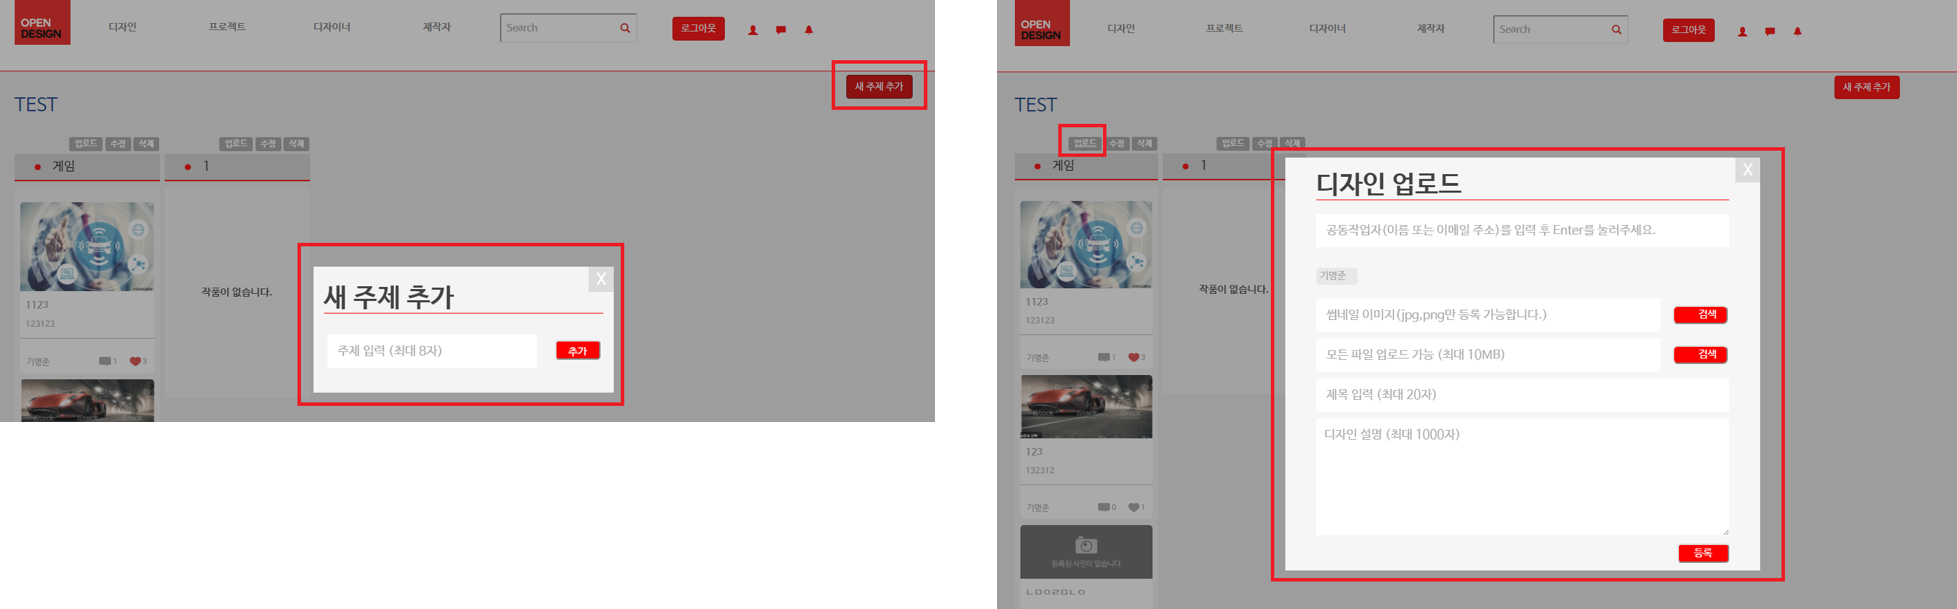 OPEN
DESIGN
디자인
프로젝트
디자이너
제작자
Search
로그아웃
새 주제 추가
TEST
업로드 수정 삭제
업로드 수정 삭제
게임
1
1123
123123
기명준
1
3
iStock
iStock
iStock
작품이 없습니다.
X
새 주제 추가
주제 입력 (최대 8자)
추가
OPEN
DESIGN
디자인
프로젝트
디자이너
제작자
Search
로그아웃
새 주제 추가
TEST
업로드 수정 삭제
업로드 수정 삭제
게임
1
1123
123123
기명준
1
3
iStock
iStock
iStock
123
132312
기명준
0
1
등록된 사진이 없습니다
ㄴㅁㅇㄹㅁㄴㅇ
작품이 없습니다.
X
디자인 업로드
공동작업자(이름 또는 이메일 주소)를 입력 후 Enter를 눌러주세요.
기명준
썸네일 이미지(jpg,png만 등록 가능합니다.)
검색
모든 파일 업로드 가능 (최대 10MB)
검색
제목 입력 (최대 20자)
디자인 설명 (최대 1000자)
등록